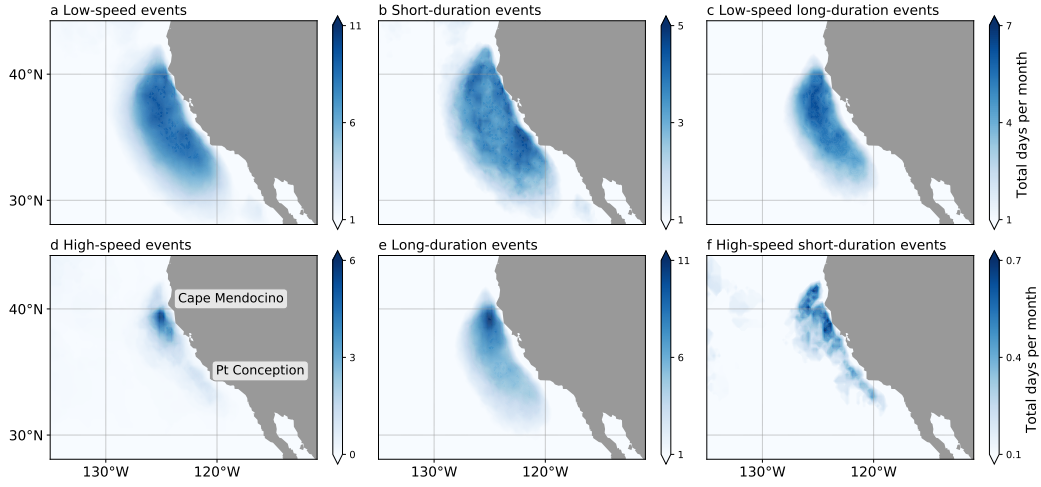 a Low-speed events
b Short-duration events
c Low-speed long-duration events
40°N
30°N
11
6
1
5
3
1
7
4
1
Total days per month
d High-speed events
e Long-duration events
f High-speed short-duration events
Cape Mendocino
Pt Conception
40°N
30°N
6
3
0
11
6
1
0.7
0.4
0.1
Total days per month
130°W
120°W
130°W
120°W
130°W
120°W